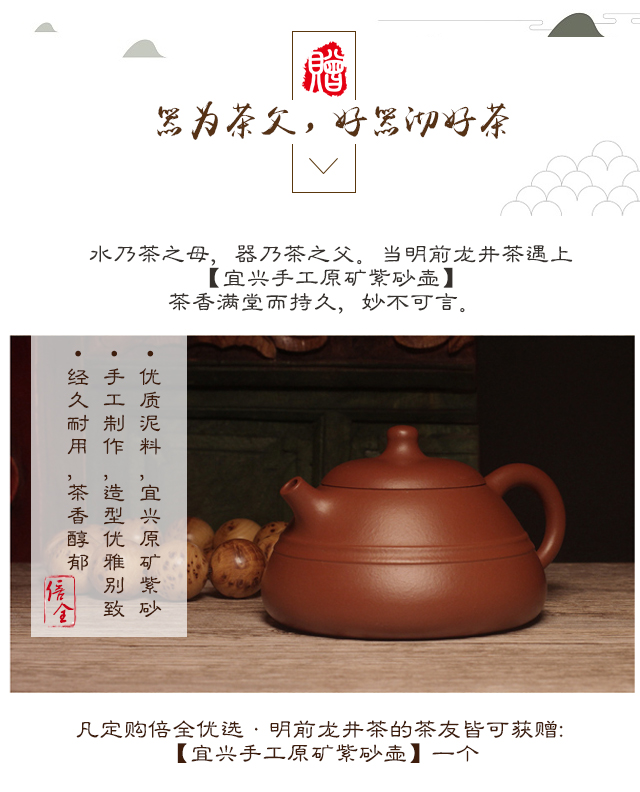 赠
器为茶父，好器沏好茶
水乃茶之母，器乃茶之父。当明前龙井茶遇上
【宜兴手工原矿紫砂壶】
茶香满堂而持久，妙不可言。
•优质泥料，宜兴原矿紫砂
•手工制作，造型优雅别致
•经久耐用，茶香醇郁
倍全
凡定购倍全优选·明前龙井茶的茶友皆可获赠:
【宜兴手工原矿紫砂壶】一个